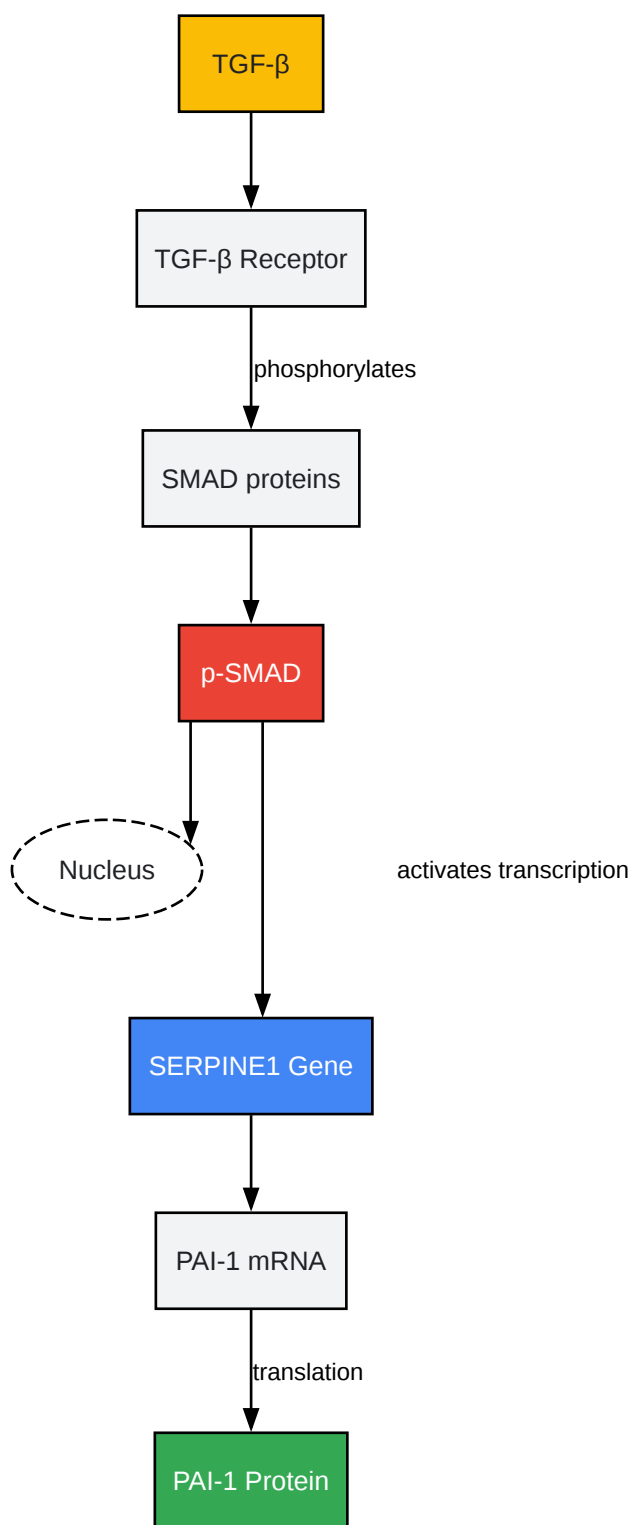 TGF-β
TGF-β Receptor
phosphorylates
SMAD proteins
p-SMAD
Nucleus
activates transcription
SERPINE1 Gene
PAI-1 mRNA
translation
PAI-1 Protein